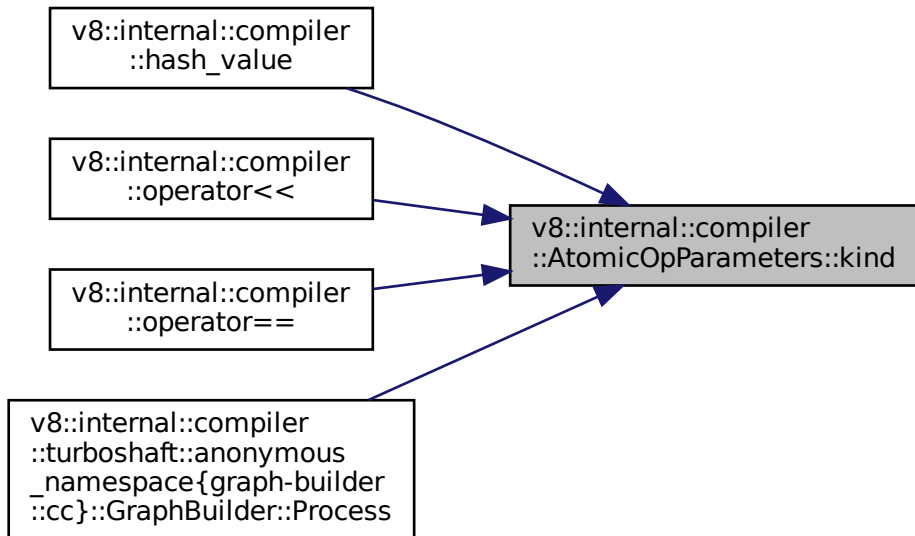 v8::internal::compiler
::hash_value
v8::internal::compiler
::operator<<
v8::internal::compiler
::AtomicOpParameters::kind
v8::internal::compiler
::operator==
v8::internal::compiler
::turboshaft::anonymous
_namespace{graph-builder
::cc}::GraphBuilder::Process